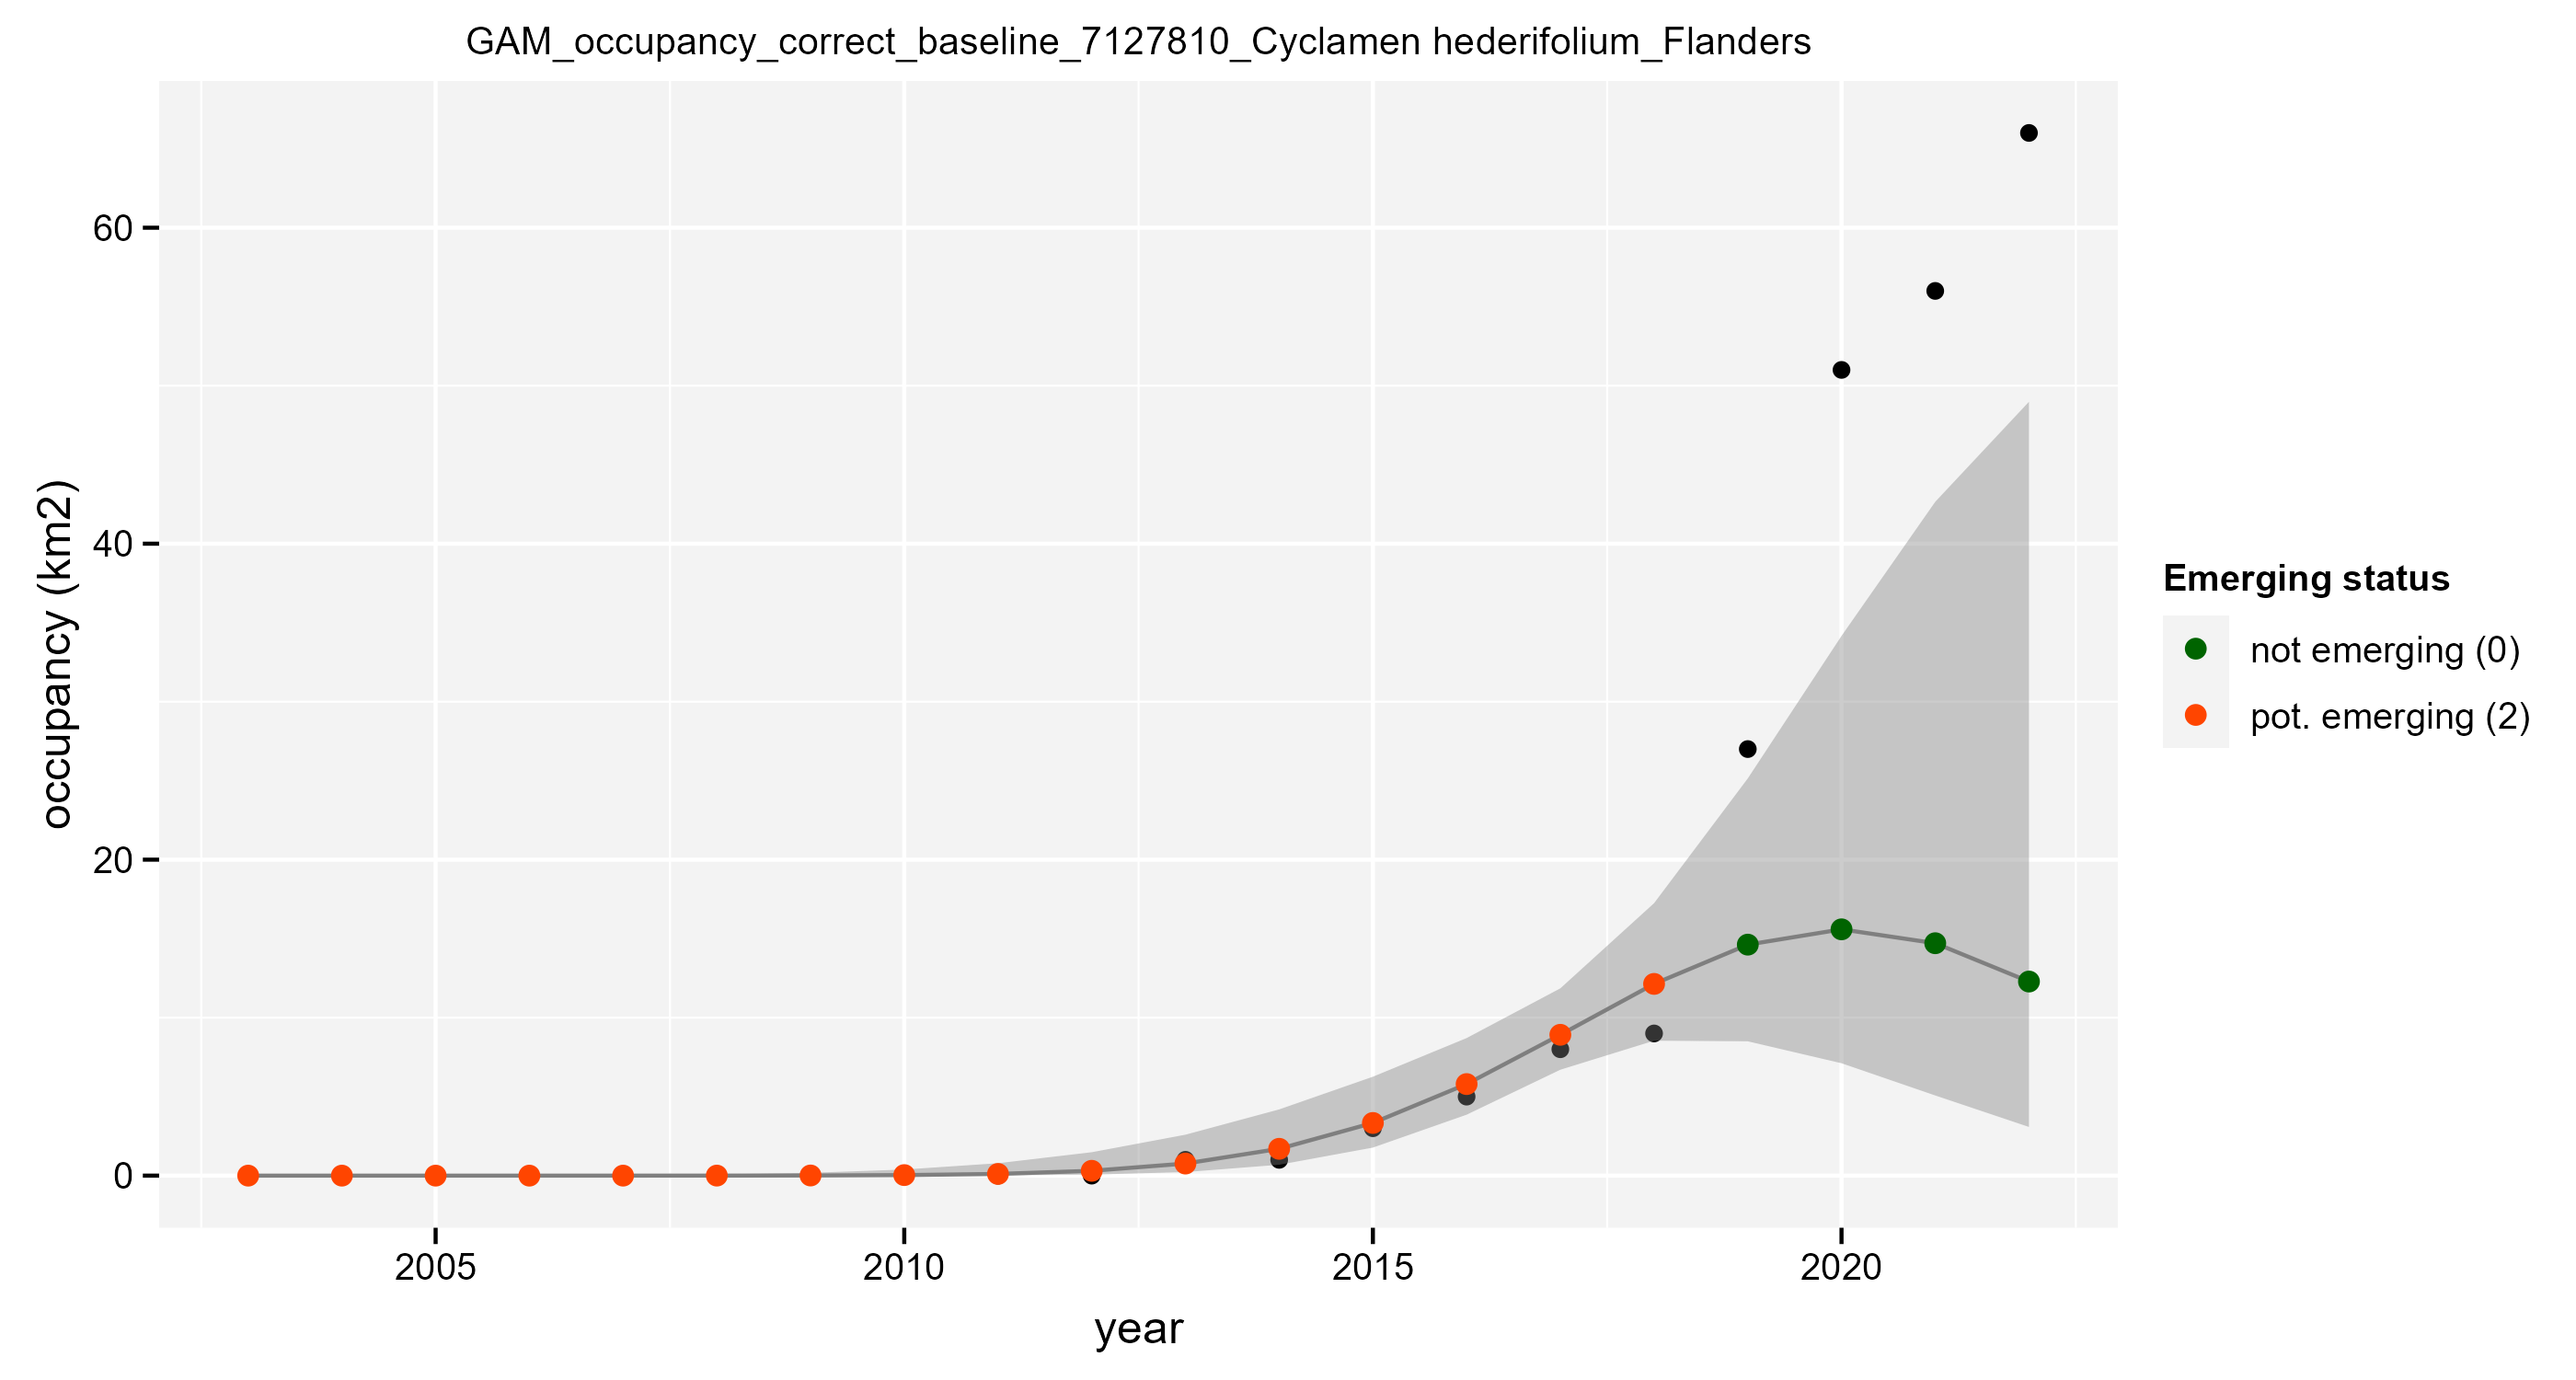 GAM_occupancy_correct_baseline_7127810_Cyclamen hederifolium_Flanders
occupancy (km2)
60
40
20
0
2005
2010
2015
2020
year
Emerging status
not emerging (0)
pot. emerging (2)